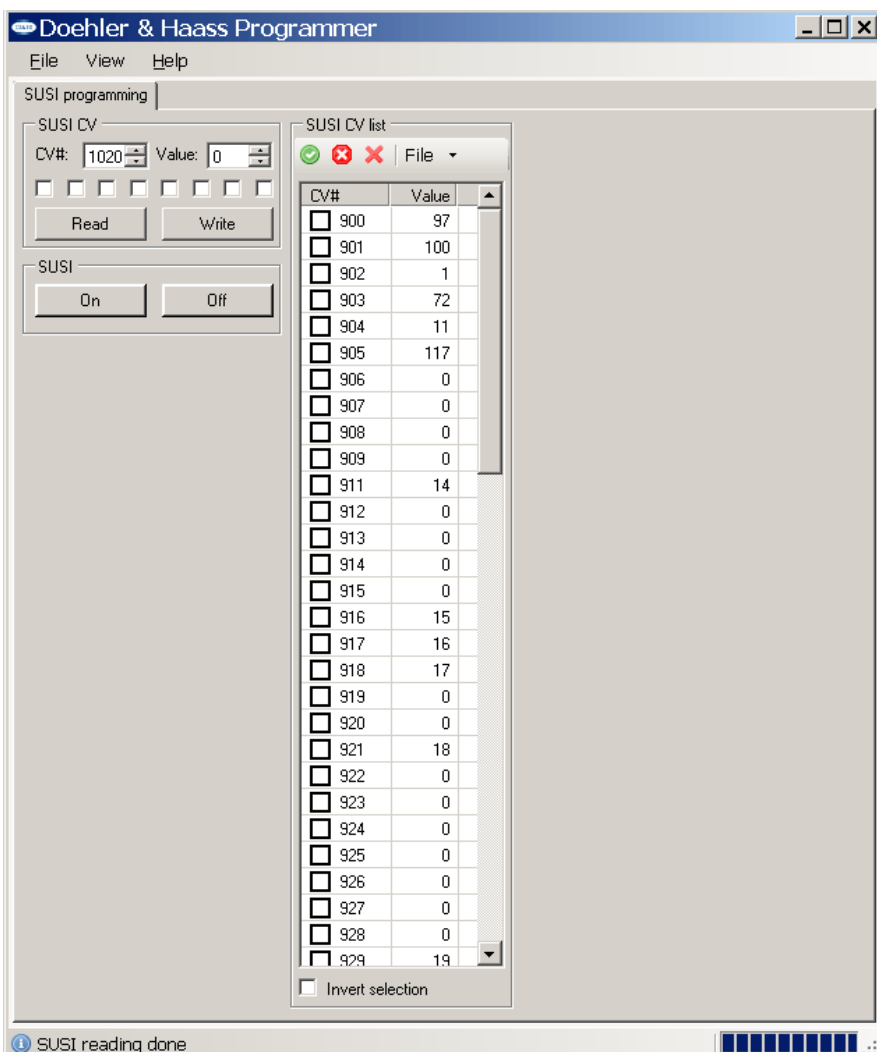 Doehler & Haass Programmer
File View Help
SUSI programming
SUSI CV
CV#: 1020 Value: 0
Read Write
SUSI
On Off
SUSI CV list
File
CV# Value
900 97
901 100
902 1
903 72
904 11
905 117
906 0
907 0
908 0
909 0
911 14
912 0
913 0
914 0
915 0
916 15
917 16
918 17
919 0
920 0
921 18
922 0
923 0
924 0
925 0
926 0
927 0
928 0
929 19
Invert selection
SUSI reading done